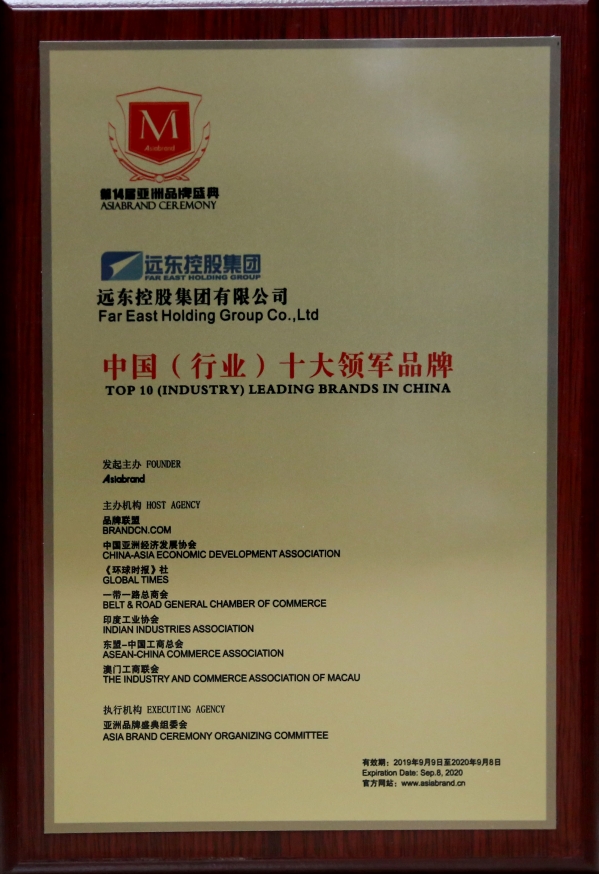 M
Asiabrand
第14届亚洲品牌盛典
ASIABRAND CEREMONY
远东控股集团
FAR EAST HOLDING GROUP
远东控股集团有限公司
Far East Holding Group Co.,Ltd
中国（行业）十大领军品牌
TOP 10 (INDUSTRY) LEADING BRANDS IN CHINA
发起主办 FOUNDER
Asiabrand
主办机构 HOST AGENCY
品牌联盟
BRANDCN.COM
中国亚洲经济发展协会
CHINA-ASIA ECONOMIC DEVELOPMENT ASSOCIATION
《环球时报》社
GLOBAL TIMES
一带一路总商会
BELT & ROAD GENERAL CHAMBER OF COMMERCE
印度工业协会
INDIAN INDUSTRIES ASSOCIATION
东盟-中国工商总会
ASEAN-CHINA COMMERCE ASSOCIATION
澳门工商联会
THE INDUSTRY AND COMMERCE ASSOCIATION OF MACAU
执行机构 EXECUTING AGENCY
亚洲品牌盛典组委会
ASIA BRAND CEREMONY ORGANIZING COMMITTEE
有效期：2019年9月9日至2020年9月8日
Expiration Date: Sep.8, 2020
官方网站：www.asiabrand.cn